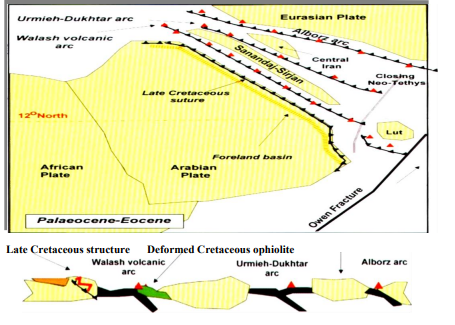 Urmieh-Dukhtar arc
Eurasian Plate
Walash volcanic
arc
Alborz arc
Sanandaj-Sirjan
Central
Iran
Closing
Neo-Tethys
Late Cretaceous
suture
12°North
Lut
Foreland basin
African
Plate
Arabian
Plate
Owen Fracture
Palaeocene-Eocene
Late Cretaceous structure Deformed Cretaceous ophiolite
Walash volcanic
arc
Urmieh-Dukhtar
arc
Alborz arc